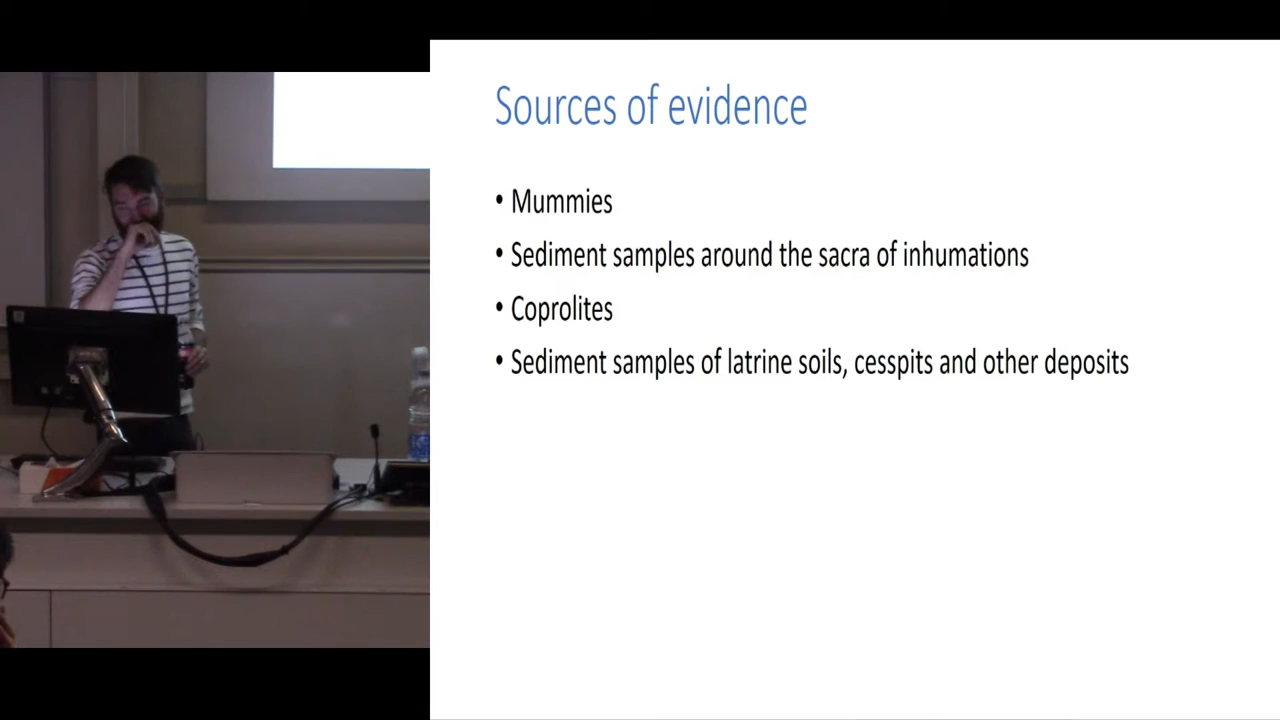 Sources of evidence
• Mummies
• Sediment samples around the sacra of inhumations
• Coprolites
• Sediment samples of latrine soils, cesspits and other deposits